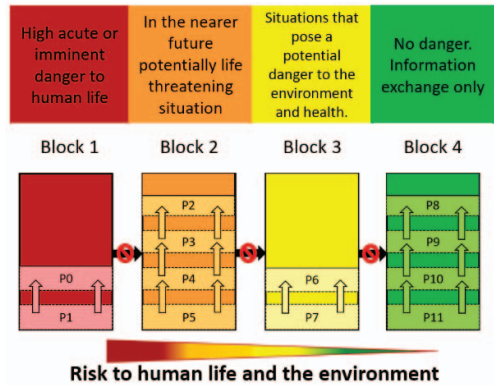 High acute or
imminent
danger to
human life
In the nearer
future
potentially life
threatening
situation
Situations that
pose a
potential
danger to the
environment
and health.
No danger.
Information
exchange only
Block 1
Block 2
Block 3
Block 4
P0
P1
P2
P3
P4
P5
P6
P7
P8
P9
P10
P11
Risk to human life and the environment